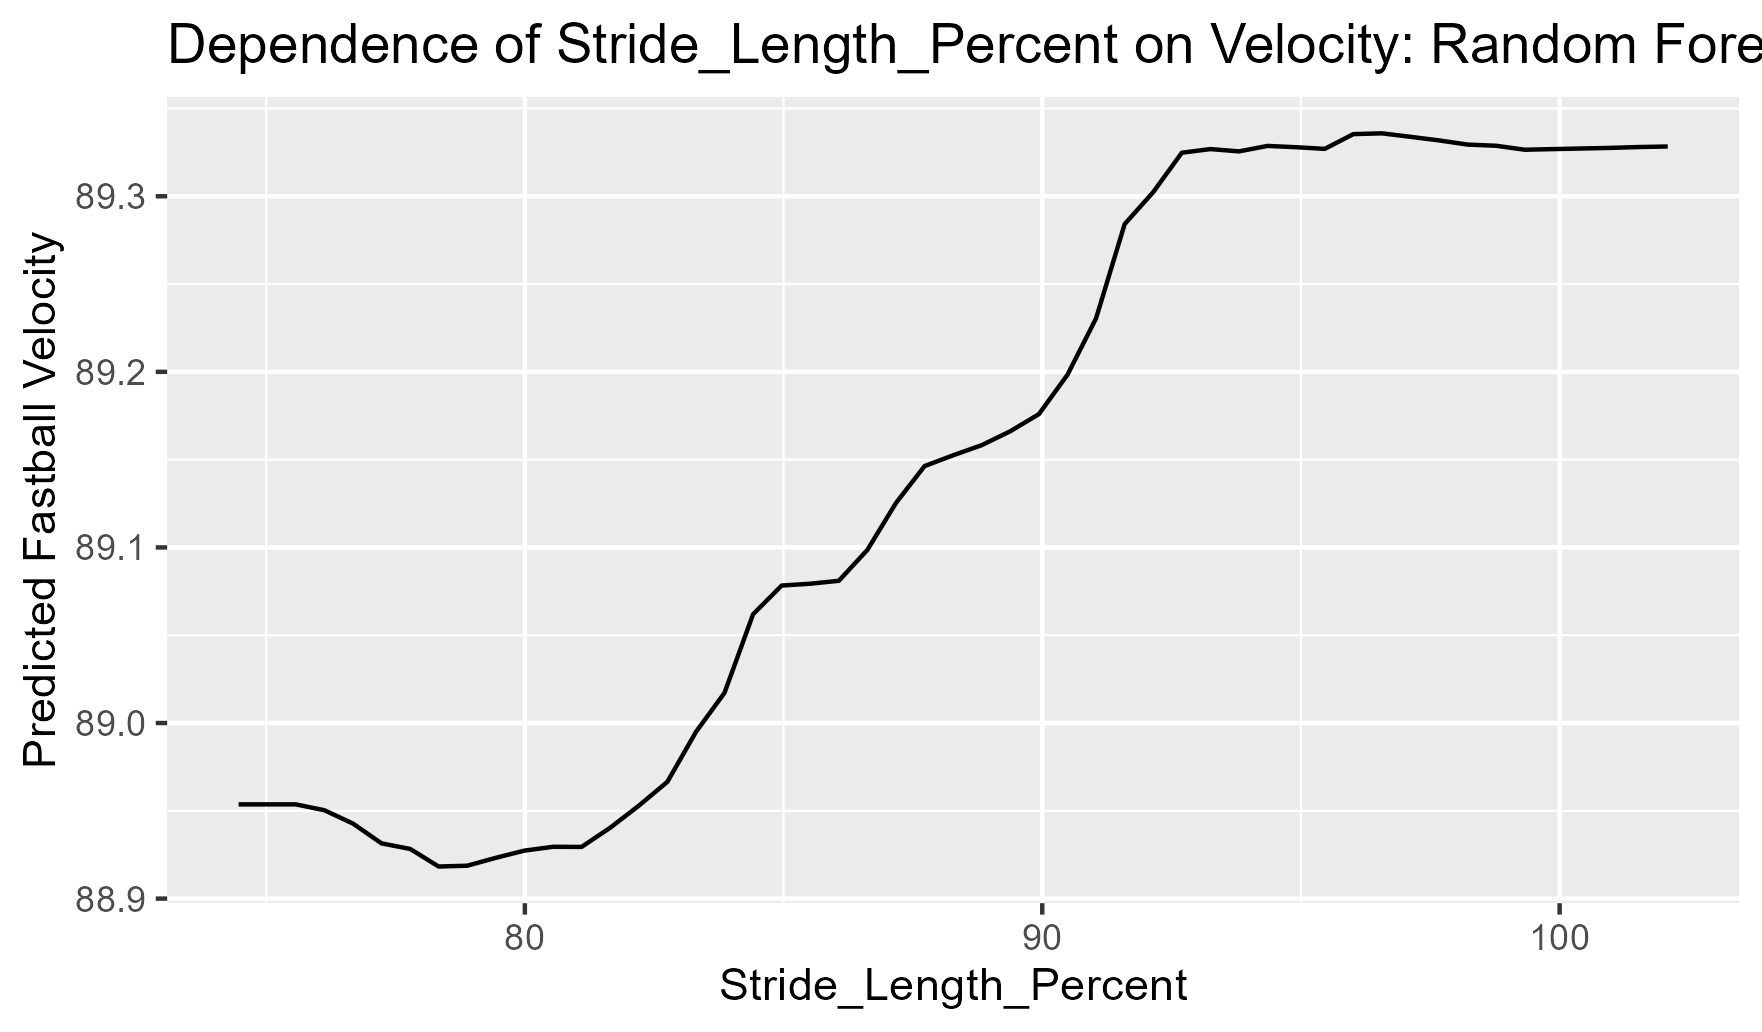 Dependence of Stride_Length_Percent on Velocity: Random Fore
Predicted Fastball Velocity
89.3
89.2
89.1
89.0
88.9
80 90 100
Stride_Length_Percent